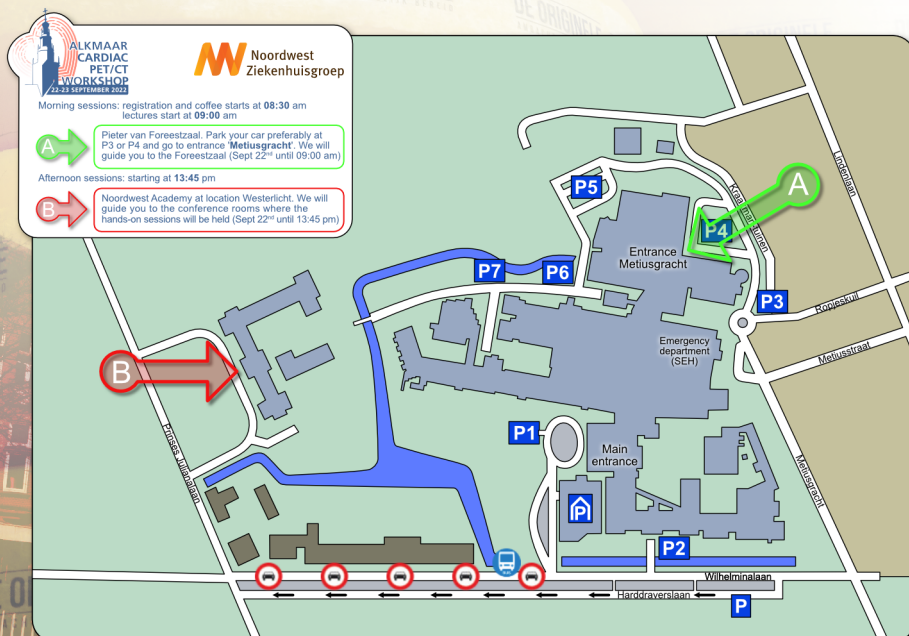 ALKMAAR
CARDIAC
PET/CT
WORKSHOP
22-23 SEPTEMBER 2022
Noordwest
Ziekenhuisgroep
Morning sessions: registration and coffee starts at 08:30 am
lectures start at 09:00 am
A
Pieter van Foreestzaal. Park your car preferably at
P3 or P4 and go to entrance 'Metiusgracht'. We will
guide you to the Foreestzaal (Sept 22nd until 09:00 am)
Afternoon sessions: starting at 13:45 pm
B
Noordwest Academy at location Westerlicht. We will
guide you to the conference rooms where the
hands-on sessions will be held (Sept 22nd until 13:45 pm)
DE ORIGINELE
Lindenlaan
A
P5
P4
Entrance
Metiusgracht
P7
P6
P3
Ropjeskuil
Emergency
department
(SEH)
Metiusstraat
B
P1
Main
entrance
Prinses Julianalaan
Metiusgracht
P
P2
Wilhelminalaan
Harddraverslaan
P